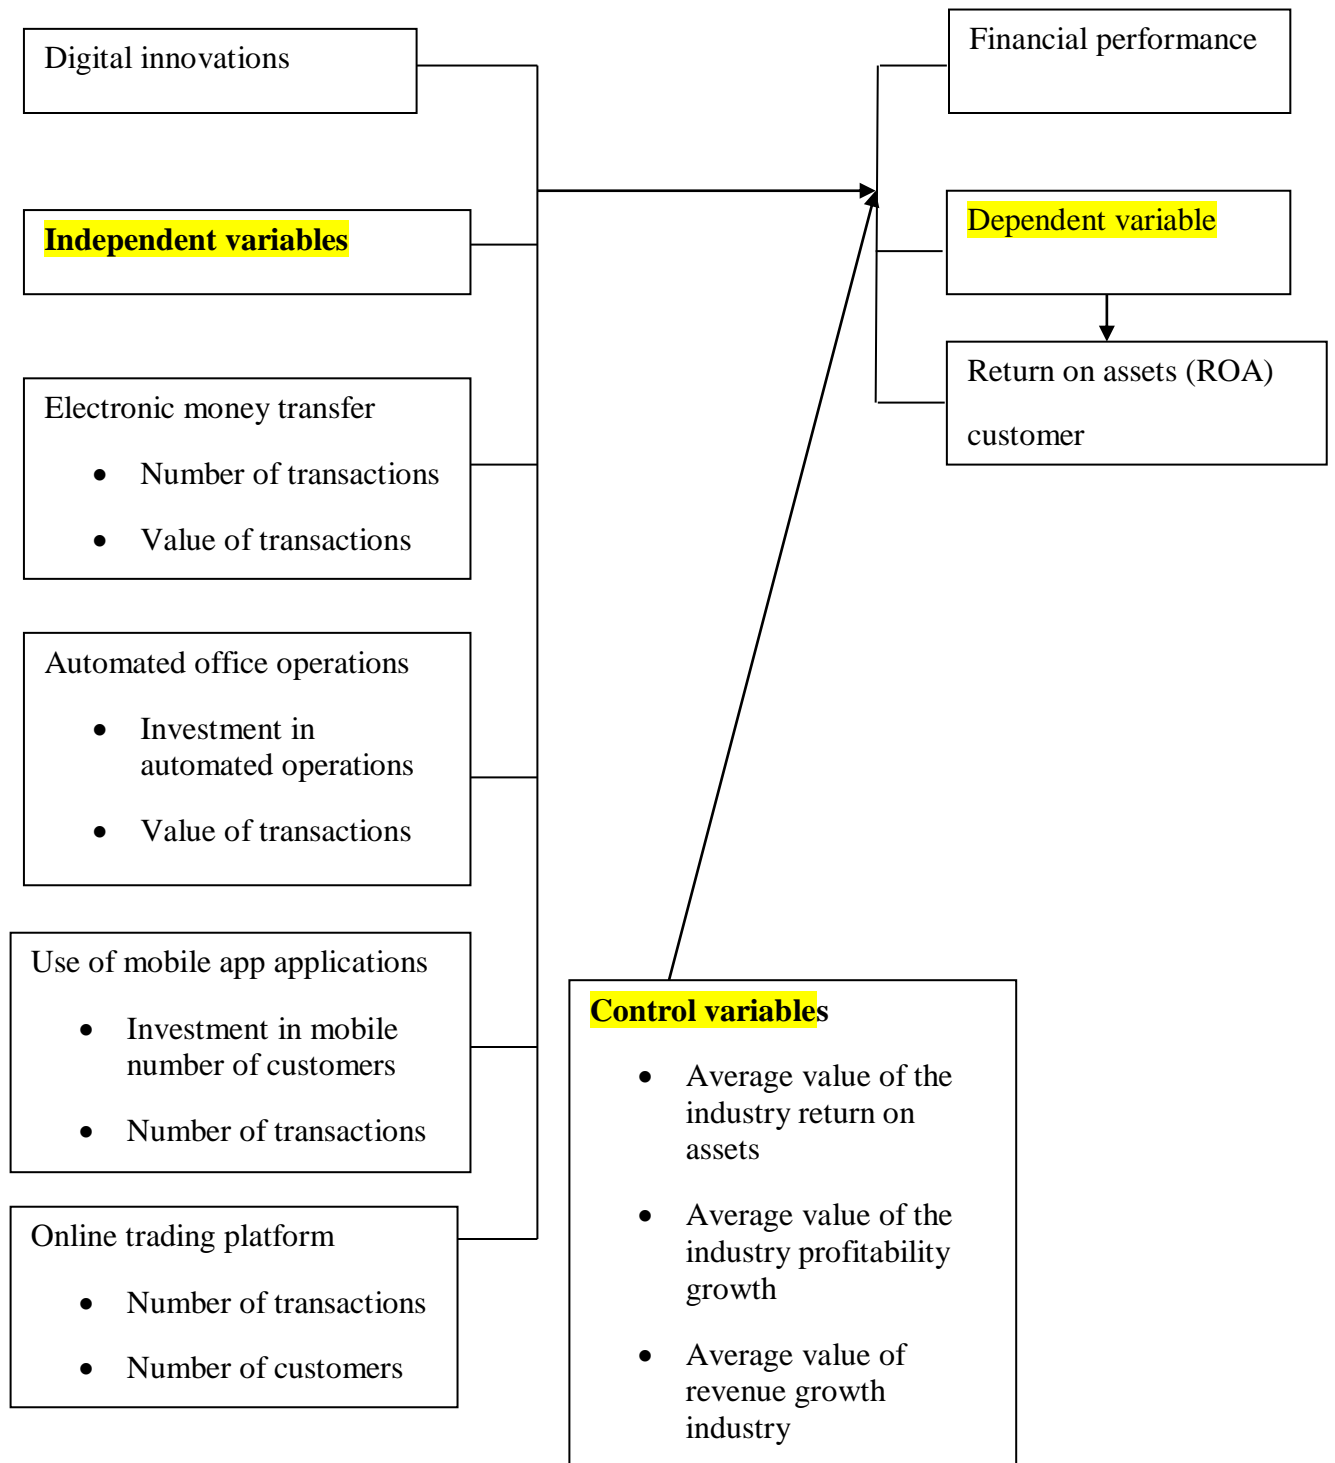 Digital innovations
Financial performance
Independent variables
Dependent variable
Electronic money transfer
• Number of transactions
• Value of transactions
Return on assets (ROA)
customer
Automated office operations
• Investment in
automated operations
• Value of transactions
Use of mobile app applications
• Investment in mobile
number of customers
• Number of transactions
Online trading platform
• Number of transactions
• Number of customers
Control variables
• Average value of the
industry return on
assets
• Average value of the
industry profitability
growth
• Average value of
revenue growth
industry